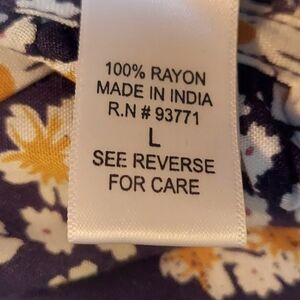 100% RAYON
MADE IN INDIA
R.N # 93771
L
SEE REVERSE
FOR CARE